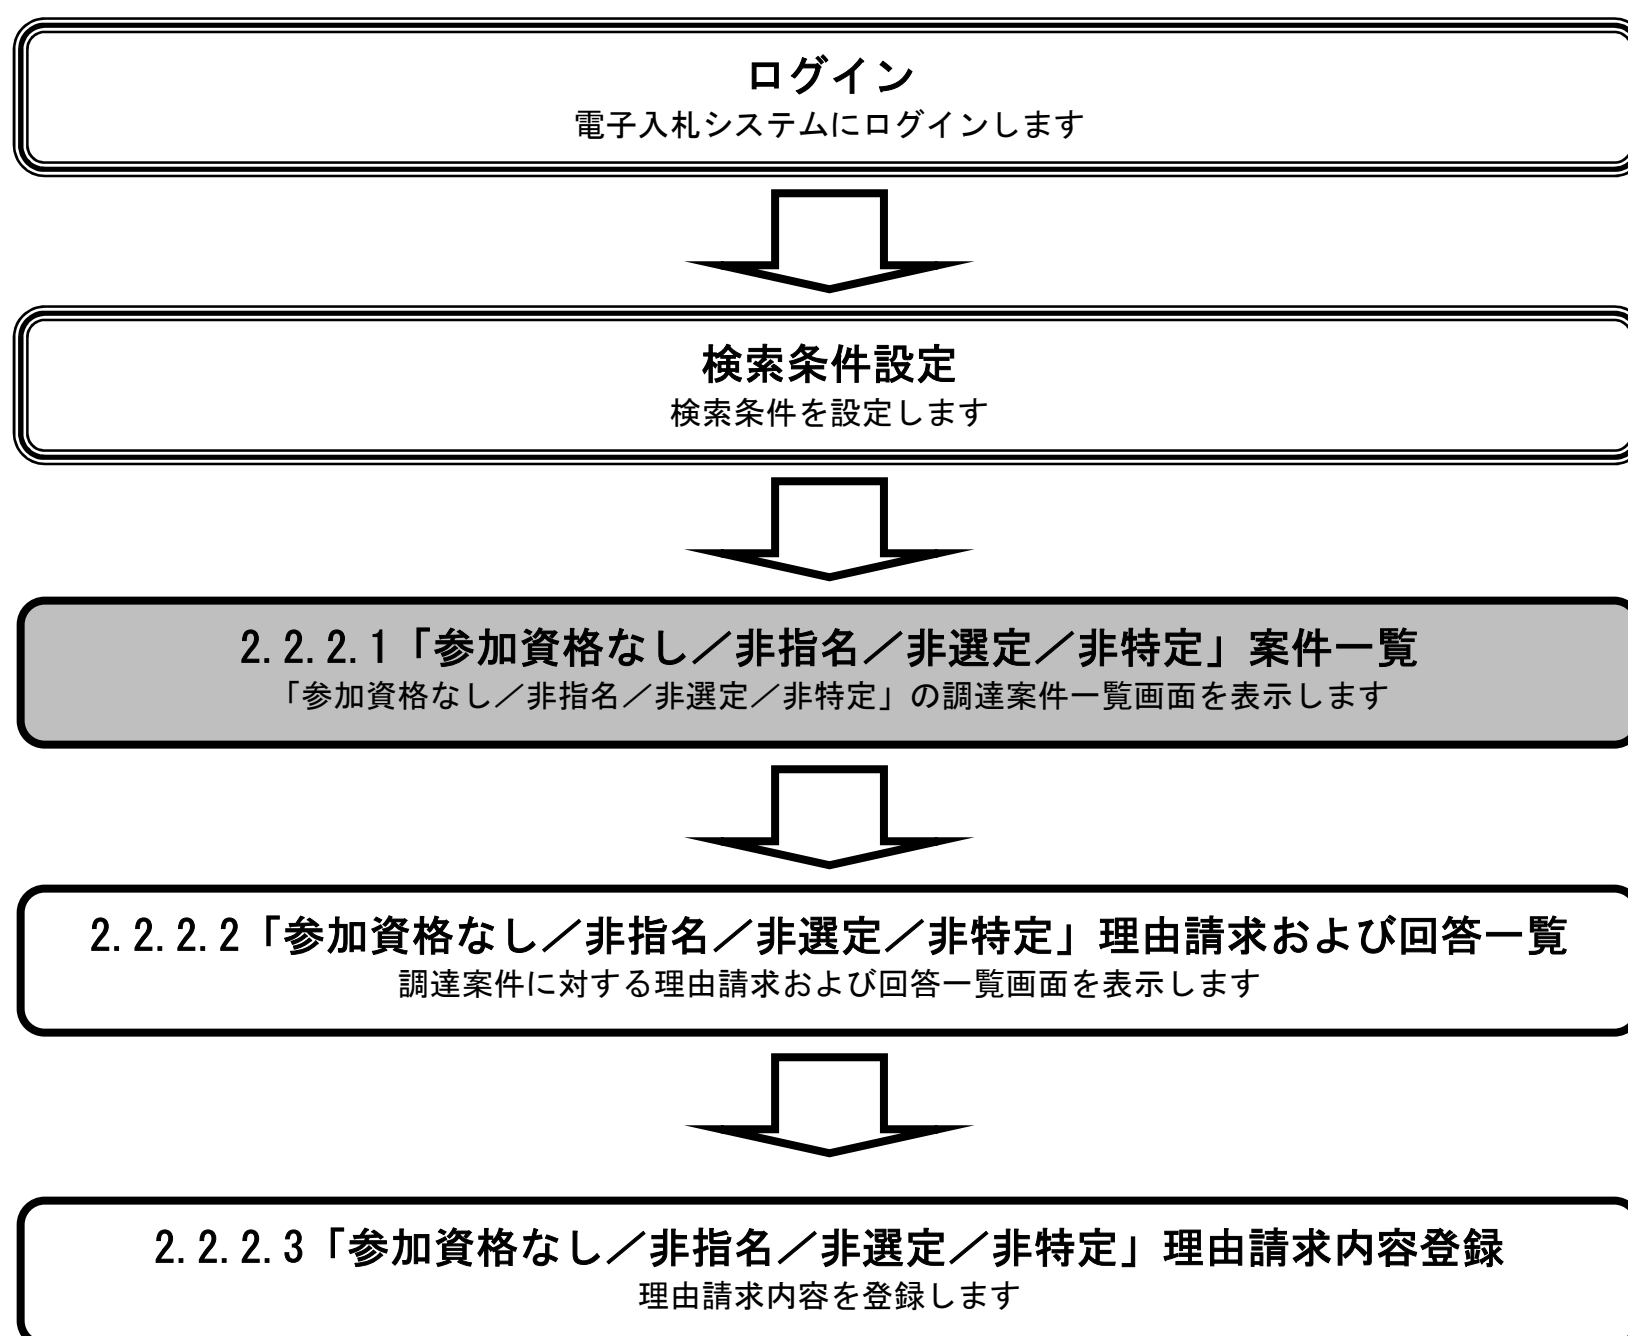 ログイン
電子入札システムにログインします
検索条件設定
検索条件を設定します
2.2.2.1「参加資格なし／非指名／非選定／非特定」案件一覧
「参加資格なし／非指名／非選定／非特定」の調達案件一覧画面を表示します
2.2.2.2「参加資格なし／非指名／非選定／非特定」理由請求および回答一覧
調達案件に対する理由請求および回答一覧画面を表示します
2.2.2.3「参加資格なし／非指名／非選定／非特定」理由請求内容登録
理由請求内容を登録します